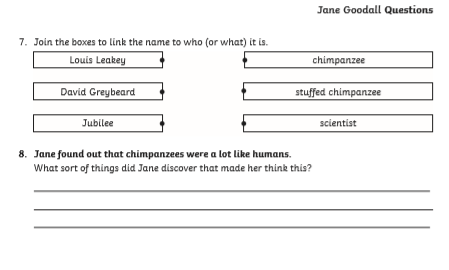 Jane Goodall Questions
7. Join the boxes to link the name to who (or what) it is.
Louis Leakey chimpanzee
David Greybeard stuffed chimpanzee
Jubilee scientist
8. Jane found out that chimpanzees were a lot like humans.
What sort of things did Jane discover that made her think this?